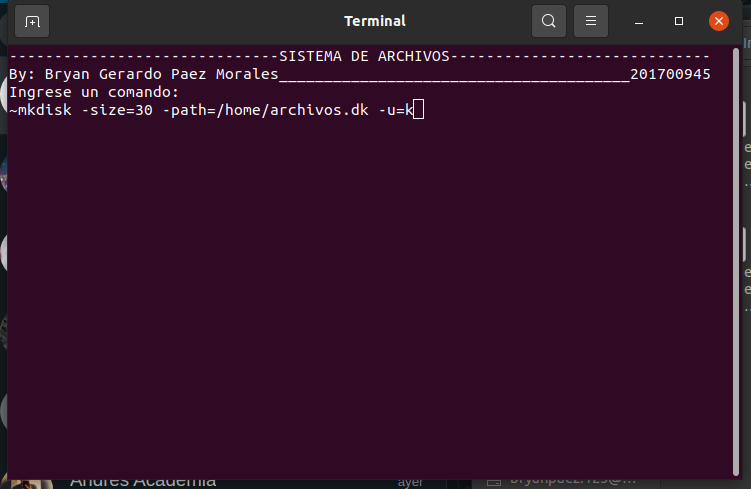 Terminal
------------------------------SISTEMA DE ARCHIVOS-----------------------------
By: Bryan Gerardo Paez Morales_______________________________________201700945
Ingrese un comando:
~mkdisk -size=30 -path=/home/archivos.dk -u=k
Andres Academia
ayer